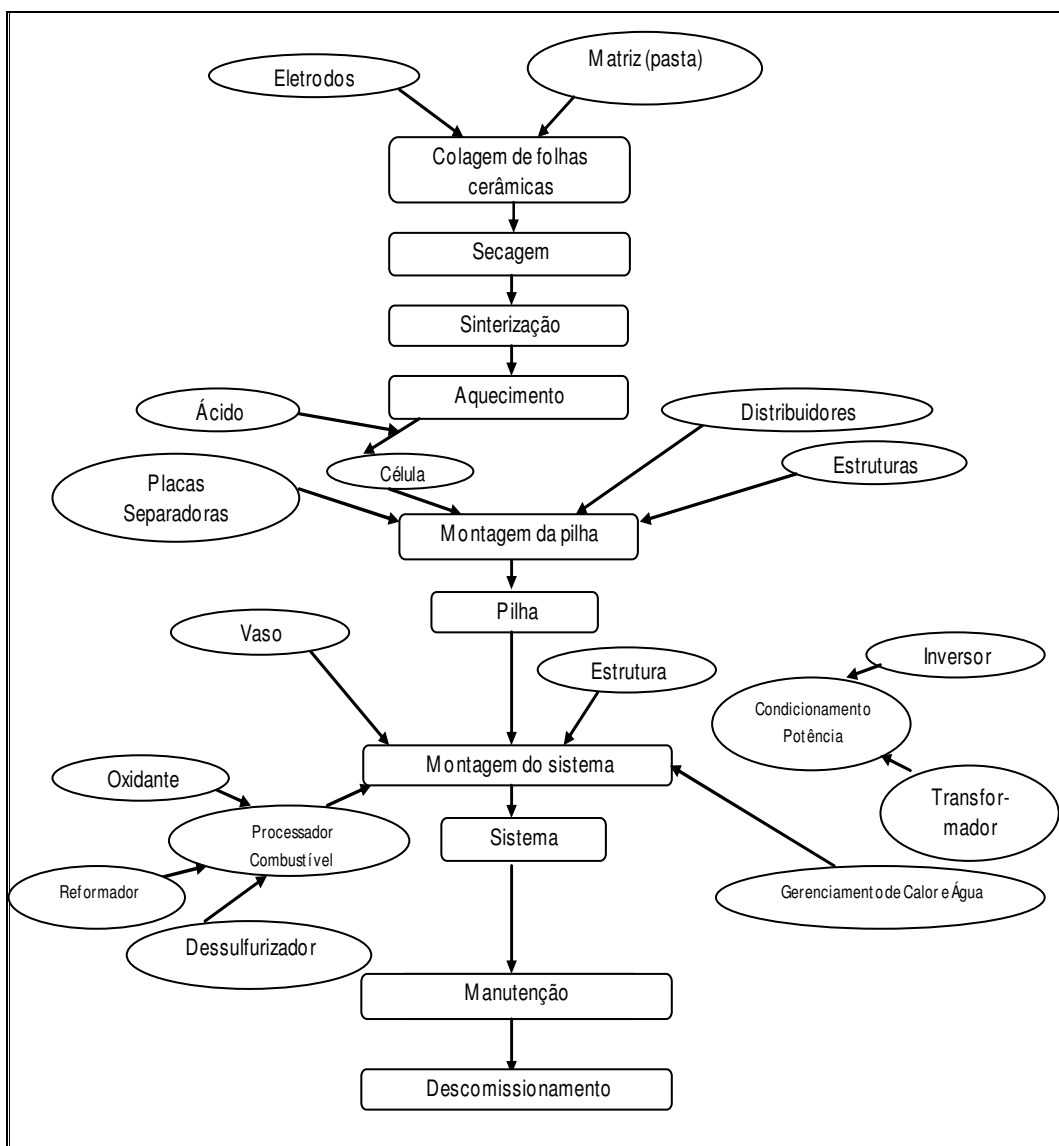 Eletrodos
Matriz (pasta)
Colagem de folhas
cerâmicas
Secagem
Sinterização
Aquecimento
Ácido
Distribuidores
Célula
Estruturas
Placas
Separadoras
Montagem da pilha
Pilha
Vaso
Estrutura
Inversor
Condicionamento
Potência
Montagem do sistema
Oxidante
Transfor-
mador
Processador
Combustível
Sistema
Reformador
Gerenciamento de Calor e Água
Dessulfurizador
Manutenção
Descomissionamento